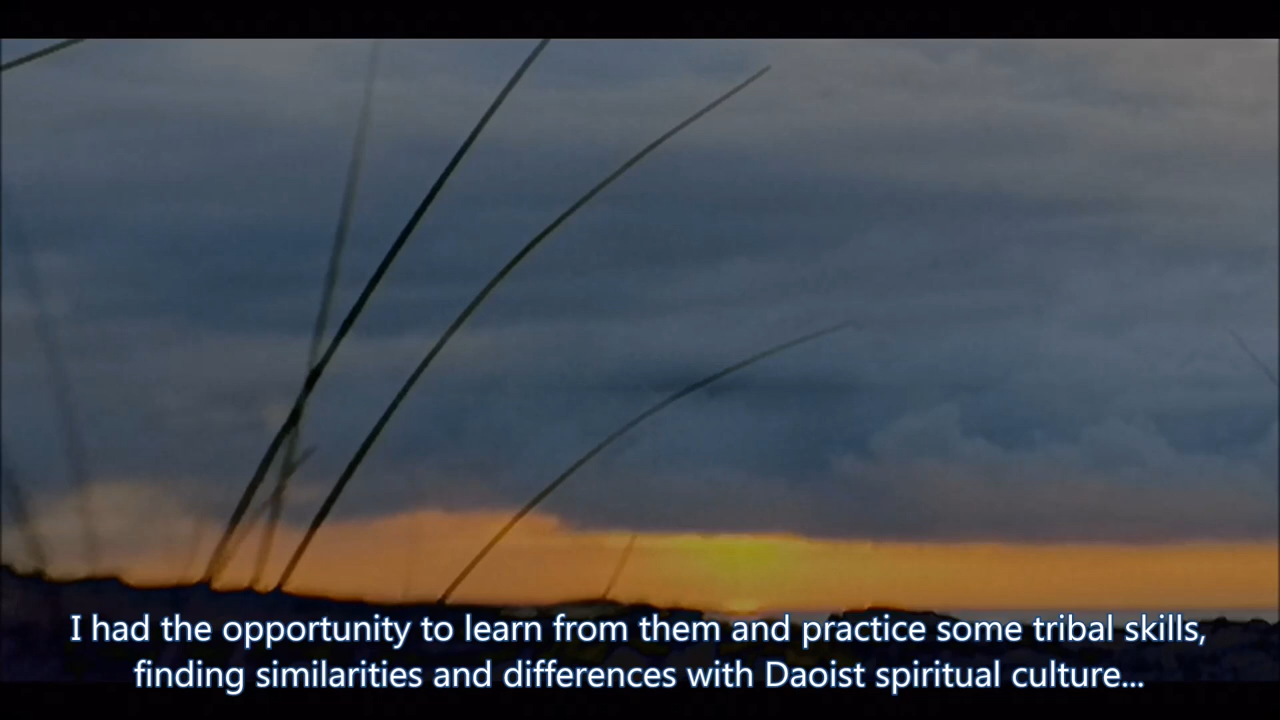 I had the opportunity to learn from them and practice some tribal skills,
finding similarities and differences with Daoist spiritual culture...